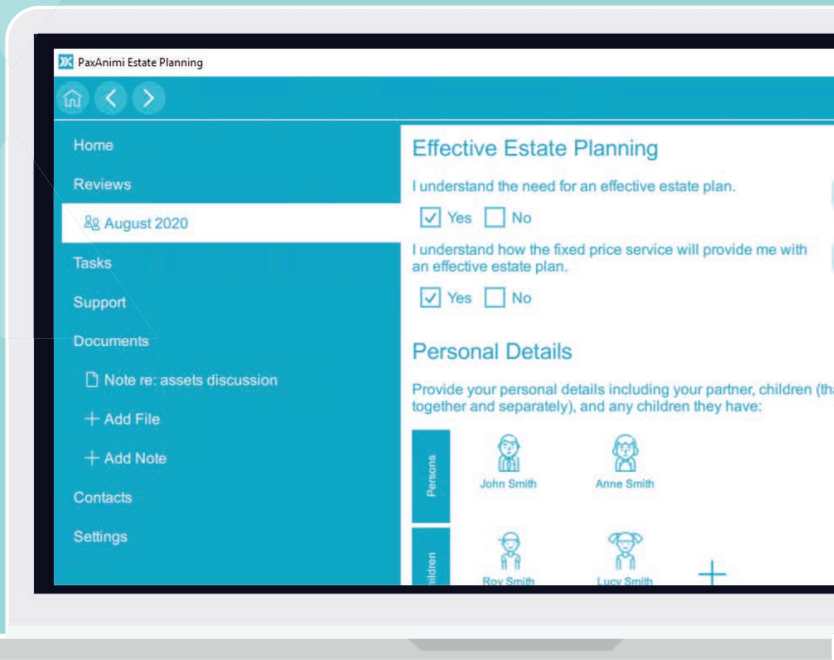 PaxAnimi Estate Planning
Home
Reviews
August 2020
Tasks
Support
Documents
Note re: assets discussion
Add File
Add Note
Contacts
Settings
Effective Estate Planning
I understand the need for an effective estate plan.
Yes No
I understand how the fixed price service will provide me with
an effective estate plan.
Yes No
Personal Details
Provide your personal details including your partner, children
together and separately), and any children they have:
Persons
John Smith Anne Smith
Roy Smith Lucy Smith